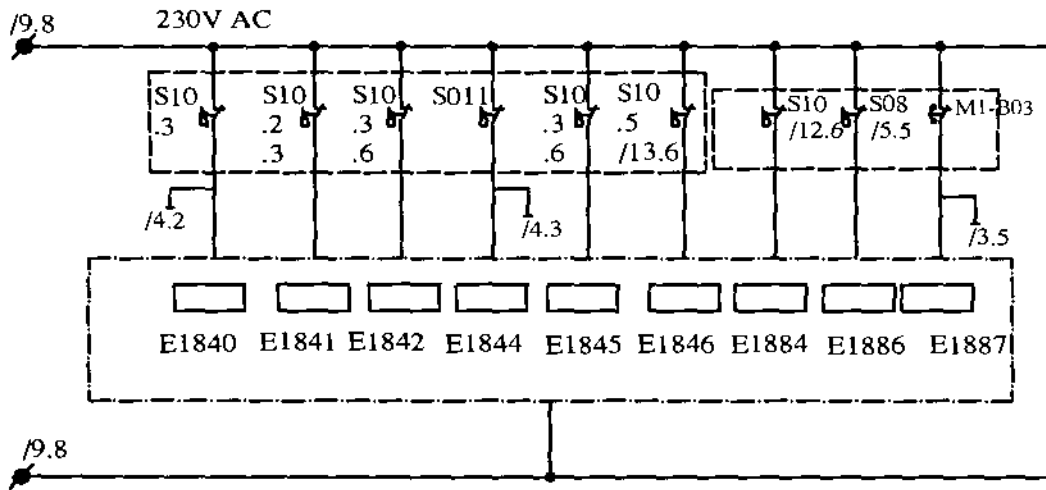 /9.8
230V AC
S10 S10 S10 S011 S10 S10 S10 S08 M1-B03
.3 .2 .3 .3 .5 /12.6 /5.5
.3 .6 .6 /13.6
/4.2 /4.3 /3.5
E1840 E1841 E1842 E1844 E1845 E1846 E1884 E1886 E1887
/9.8